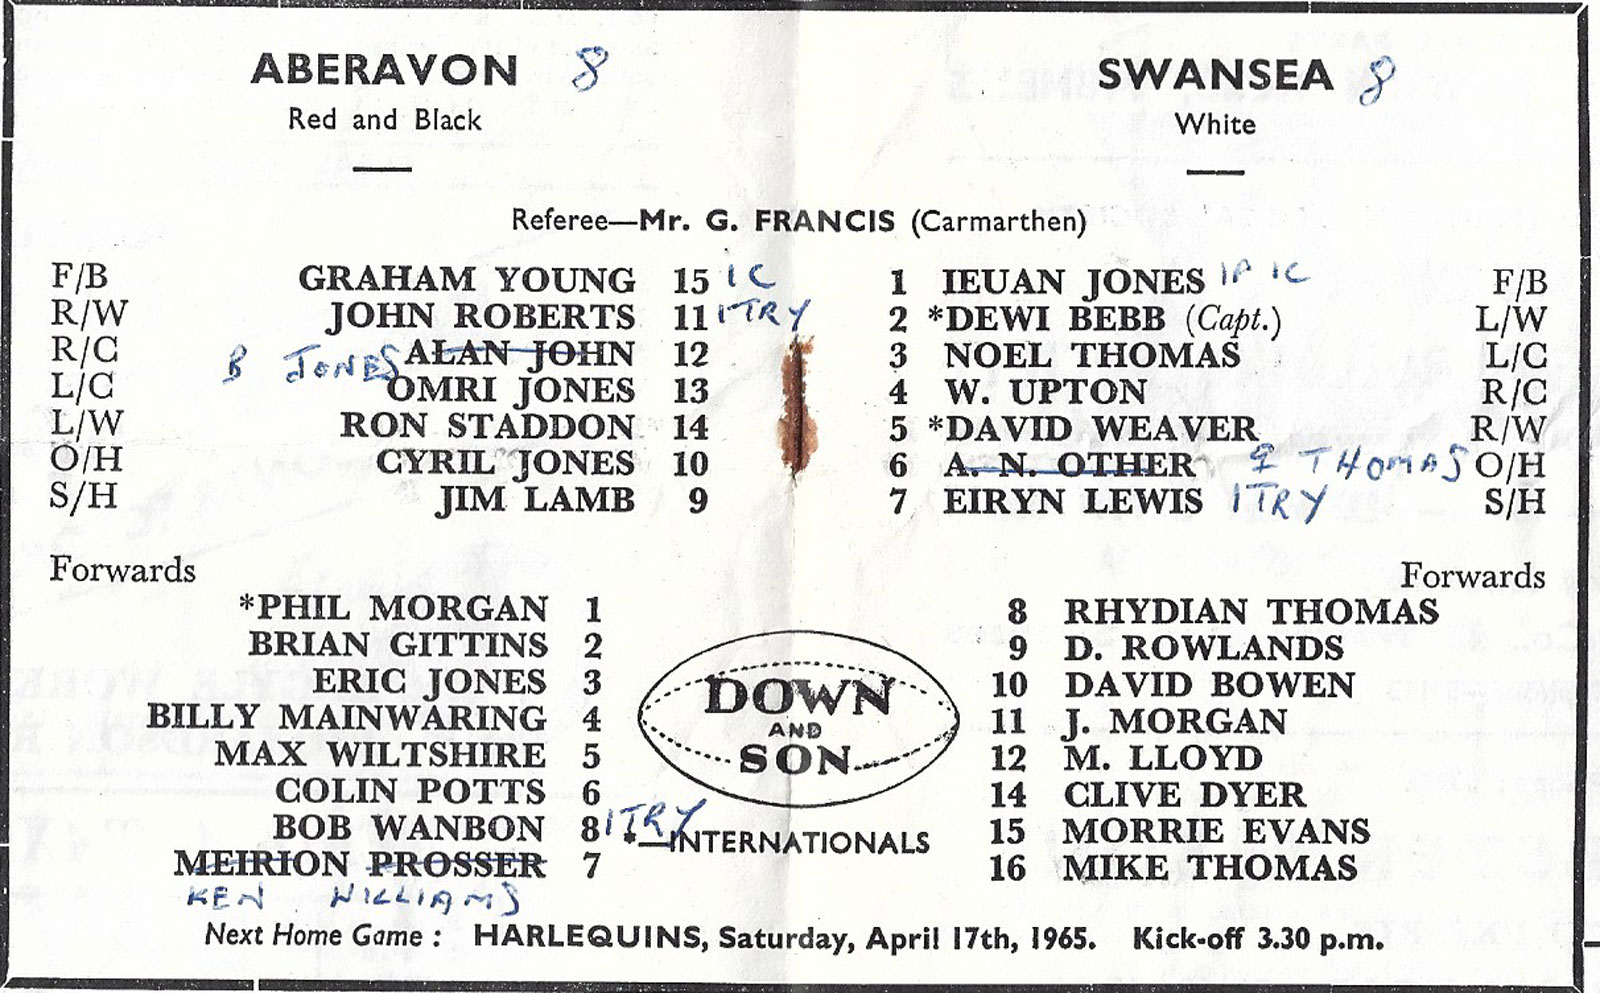 ABERAVON 8
Red and Black
SWANSEA 8
White
Referee—Mr. G. FRANCIS (Carmarthen)
F/B GRAHAM YOUNG 15 1C
R/W JOHN ROBERTS 11 1TRY
R/C B JONES ALAN JOHN 12
L/C OMRI JONES 13
L/W RON STADDON 14
O/H CYRIL JONES 10
S/H JIM LAMB 9
Forwards
*PHIL MORGAN 1
BRIAN GITTINS 2
ERIC JONES 3
BILLY MAINWARING 4
MAX WILTSHIRE 5
COLIN POTTS 6
BOB WANBON 8 1TRY
MEIRION PROSSER 7
KEN WILLIAMS
1 IEUAN JONES 1P 1C F/B
2 *DEWI BEBB (Capt.) L/W
3 NOEL THOMAS L/C
4 W. UPTON R/C
5 *DAVID WEAVER R/W
6 A. N. OTHER THOMAS O/H
7 EIRYN LEWIS 1TRY S/H
Forwards
8 RHYDIAN THOMAS
9 D. ROWLANDS
10 DAVID BOWEN
11 J. MORGAN
12 M. LLOYD
14 CLIVE DYER
15 MORRIE EVANS
16 MIKE THOMAS
DOWN
AND
SON
*—INTERNATIONALS
Next Home Game : HARLEQUINS, Saturday, April 17th, 1965. Kick-off 3.30 p.m.